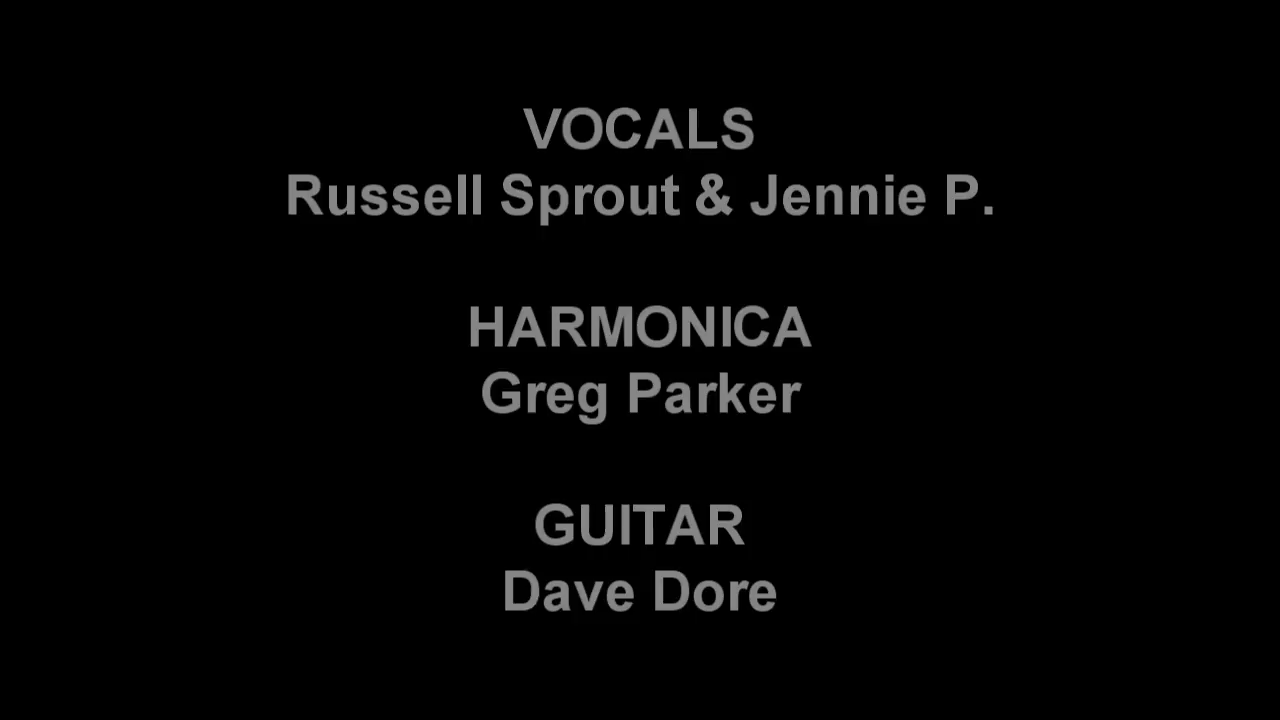 VOCALS
Russell Sprout & Jennie P.
HARMONICA
Greg Parker
GUITAR
Dave Dore